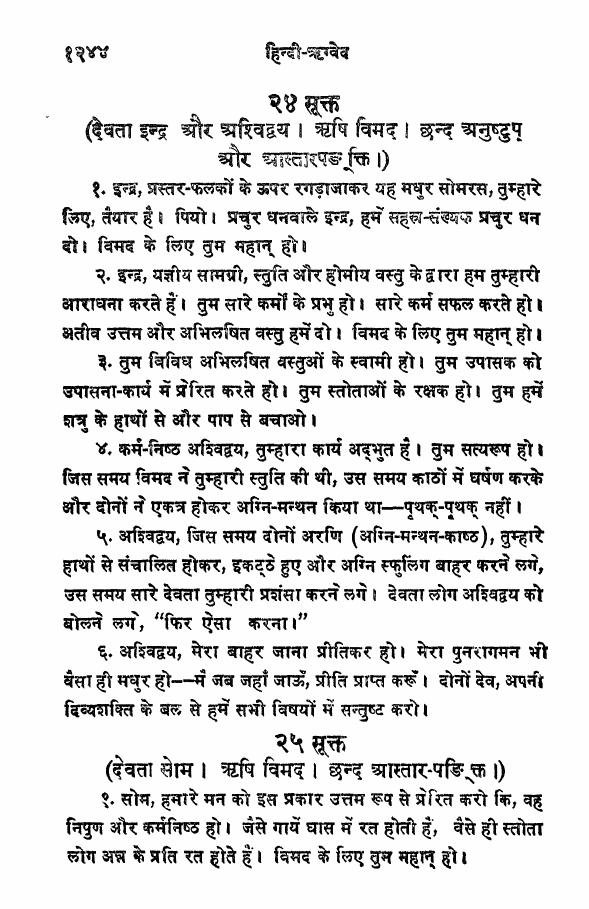 १२४४ हिन्दी-ऋग्वेद
२४ सूक्त
(देवता इन्द्र और अश्विद्वय । ऋषि विमद । छन्द अनुष्टुप्
और आस्तारपङ्क्ति ।)
१. इन्द्र, प्रस्तर-फलकों के ऊपर रगड़ाजाकर यह मधुर सोमरस, तुम्हारे
लिए, तैयार है। पियो। प्रचुर धनवाले इन्द्र, हमें सहस्र-संख्यक प्रचुर धन
दो। विमद के लिए तुम महान् हो।
२. इन्द्र, यज्ञीय सामग्री, स्तुति और होमीय वस्तु के द्वारा हम तुम्हारी
आराधना करते हैं। तुम सारे कर्मों के प्रभु हो। सारे कर्म सफल करते हो।
अतीव उत्तम और अभिलषित वस्तु हमें दो। विमद के लिए तुम महान् हो।
३. तुम विविध अभिलषित वस्तुओं के स्वामी हो। तुम उपासक को
उपासना-कार्य में प्रेरित करते हो। तुम स्तोताओं के रक्षक हो। तुम हमें
शत्रु के हाथों से और पाप से बचाओ।
४. कर्म-निष्ठ अश्विद्वय, तुम्हारा कार्य अद्भुत है। तुम सत्यरूप हो।
जिस समय विमद ने तुम्हारी स्तुति की थी, उस समय काठों में घर्षण करके
और दोनों ने एकत्र होकर अग्नि-मन्थन किया था—पृथक्-पृथक् नहीं।
५. अश्विद्वय, जिस समय दोनों अरणि (अग्नि-मन्थन-काष्ठ), तुम्हारे
हाथों से संचालित होकर, इकट्ठे हुए और अग्नि स्फुलिंग बाहर करने लगे,
उस समय सारे देवता तुम्हारी प्रशंसा करने लगे। देवता लोग अश्विद्वय को
बोलने लगे, "फिर ऐसा करना।"
६. अश्विद्वय, मेरा बाहर जाना प्रीतिकर हो। मेरा पुनरागमन भी
वैसा ही मधुर हो--मैं जब जहाँ जाऊँ, प्रीति प्राप्त करूँ। दोनों देव, अपनी
दिव्यशक्ति के बल से हमें सभी विषयों में सन्तुष्ट करो।
२५ सूक्त
(देवता सोम । ऋषि विमद । छन्द आस्तार-पङ्क्ति ।)
१. सोम, हमारे मन को इस प्रकार उत्तम रूप से प्रेरित करो कि, वह
निपुण और कर्मनिष्ठ हो। जैसे गायें घास में रत होती हैं, वैसे ही स्तोता
लोग अन्न के प्रति रत होते हैं। विमद के लिए तुम महान् हो।